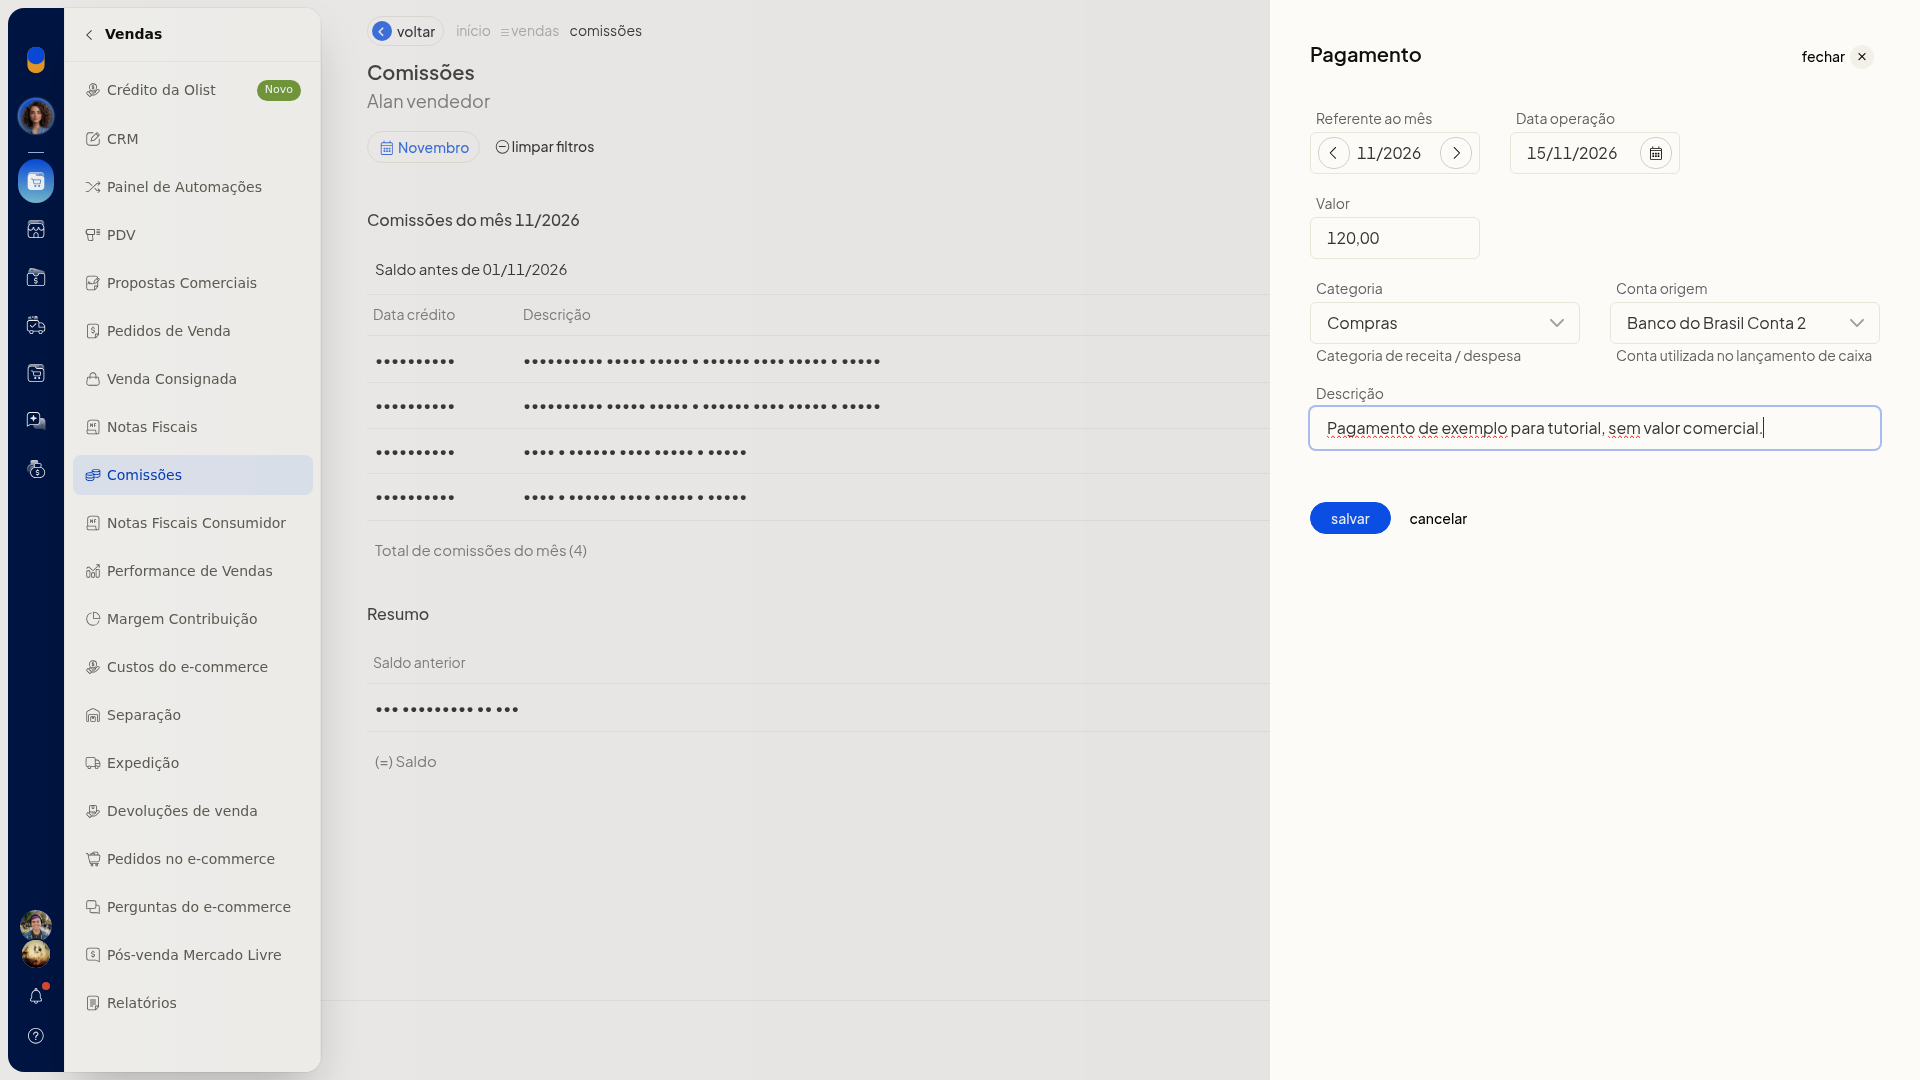 Vendas
Crédito da Olist
Novo
CRM
Painel de Automações
PDV
Propostas Comerciais
Pedidos de Venda
Venda Consignada
Notas Fiscais
Comissões
Notas Fiscais Consumidor
Performance de Vendas
Margem Contribuição
Custos do e-commerce
Separação
Expedição
Devoluções de venda
Pedidos no e-commerce
Perguntas do e-commerce
Pós-venda Mercado Livre
Relatórios
voltar início vendas comissões
Comissões
Alan vendedor
Novembro limpar filtros
Comissões do mês 11/2026
Saldo antes de 01/11/2026
Data crédito Descrição
•••••••••• •••••••••• ••••• ••••• • •••••• •••• ••••• • •••••
•••••••••• •••••••••• ••••• ••••• • •••••• •••• ••••• • •••••
•••••••••• •••• • •••••• •••• ••••• • •••••
•••••••••• •••• • •••••• •••• ••••• • •••••
Total de comissões do mês (4)
Resumo
Saldo anterior
••• ••••••••• •• •••
(=) Saldo
Pagamento
fechar
Referente ao mês Data operação
11/2026 15/11/2026
Valor
120,00
Categoria Conta origem
Compras Banco do Brasil Conta 2
Categoria de receita / despesa Conta utilizada no lançamento de caixa
Descrição
Pagamento de exemplo para tutorial, sem valor comercial.
salvar cancelar